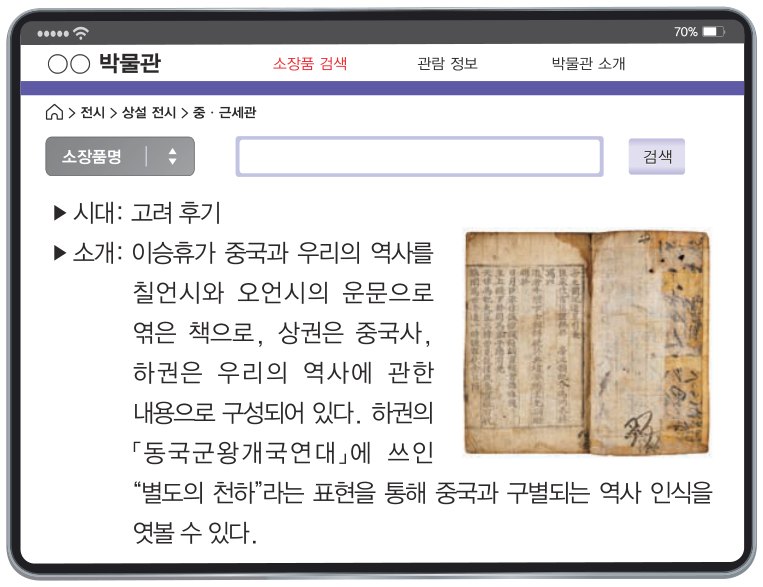 70%
○○ 박물관 소장품 검색 관람 정보 박물관 소개
> 전시 > 상설 전시 > 중·근세관
소장품명 검색
▶ 시대: 고려 후기
▶ 소개: 이승휴가 중국과 우리의 역사를
칠언시와 오언시의 운문으로
엮은 책으로, 상권은 중국사,
하권은 우리의 역사에 관한
내용으로 구성되어 있다. 하권의
「동국군왕개국연대」에 쓰인
“별도의 천하”라는 표현을 통해 중국과 구별되는 역사 인식을
엿볼 수 있다.